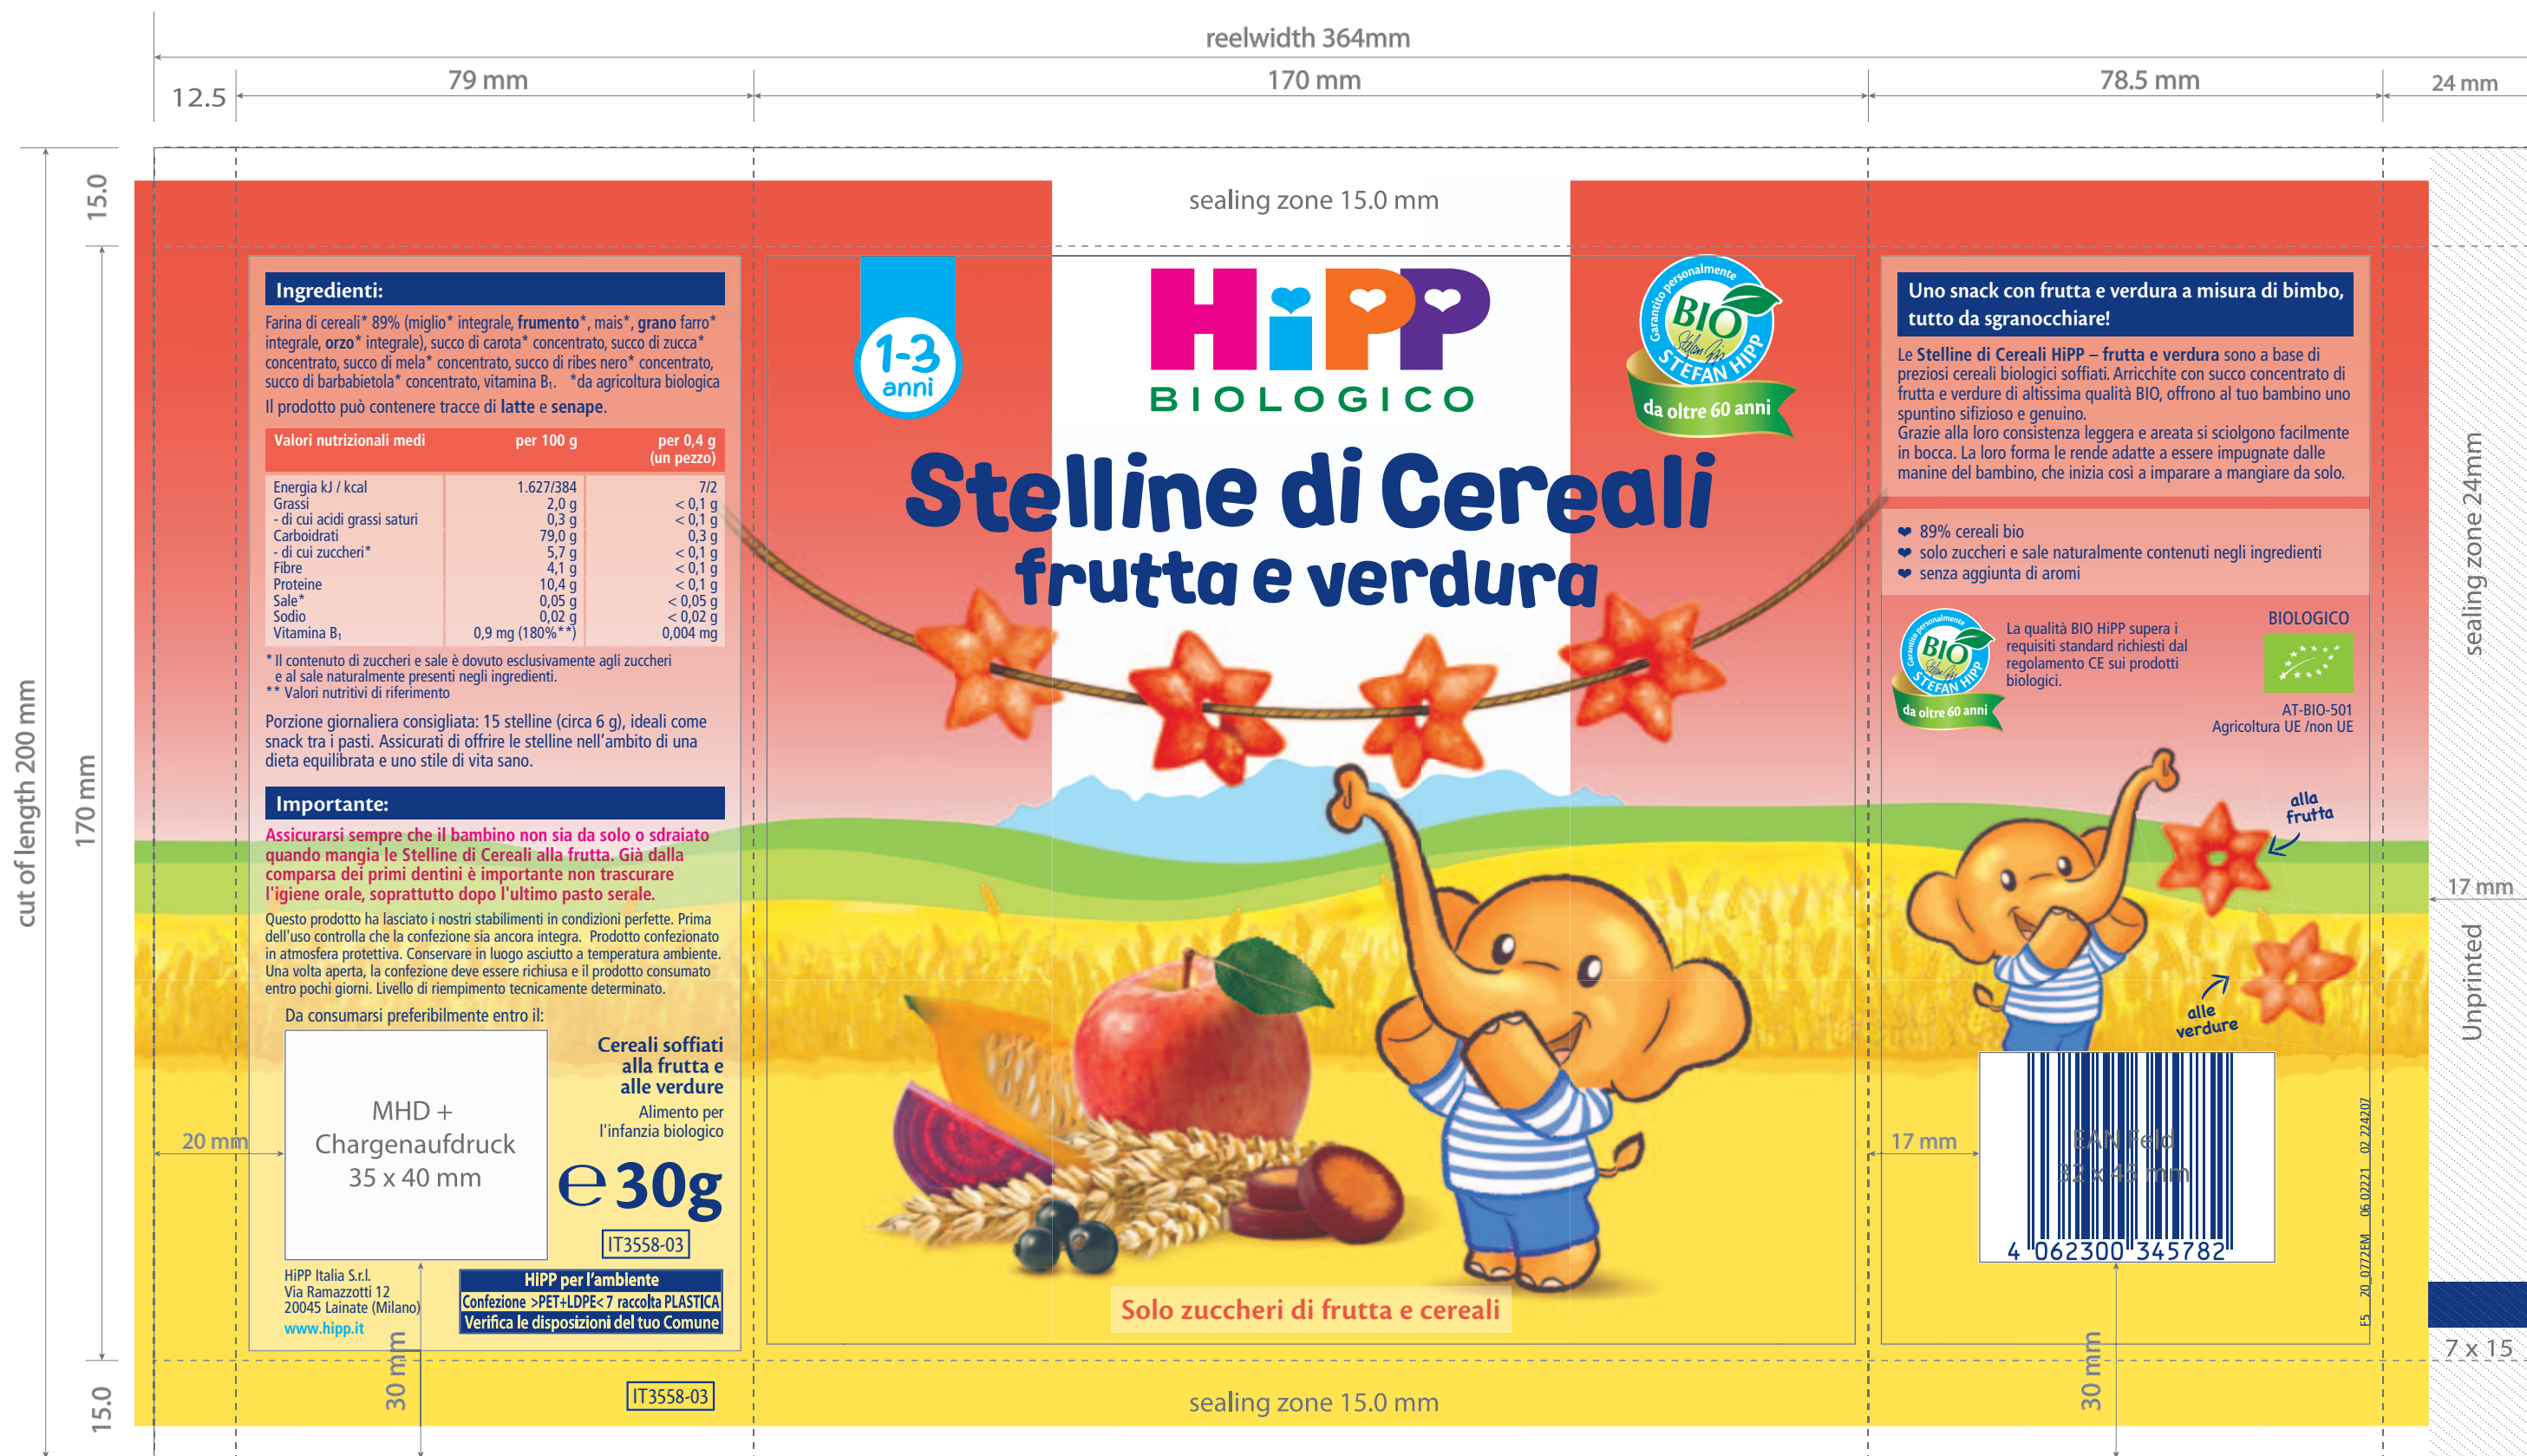 reelwidth 364mm
12.5
79 mm
170 mm
78.5 mm
24 mm
cut of length 200 mm
15.0
170 mm
15.0
sealing zone 15.0 mm
Ingredienti:
Farina di cereali* 89% (miglio* integrale, frumento*, mais*, grano farro*
integrale, orzo* integrale), succo di carota* concentrato, succo di zucca*
concentrato, succo di mela* concentrato, succo di ribes nero* concentrato,
succo di barbabietola* concentrato, vitamina B₁. *da agricoltura biologica
Il prodotto può contenere tracce di latte e senape.
Valori nutrizionali medi per 100 g per 0,4 g
(un pezzo)
Energia kJ / kcal 1.627/384 7/2
Grassi 2,0 g < 0,1 g
- di cui acidi grassi saturi 0,3 g < 0,1 g
Carboidrati 79,0 g 0,3 g
- di cui zuccheri* 5,7 g < 0,1 g
Fibre 4,1 g < 0,1 g
Proteine 10,4 g < 0,1 g
Sale* 0,05 g < 0,05 g
Sodio 0,02 g < 0,02 g
Vitamina B₁ 0,9 mg (180%**) 0,004 mg
* Il contenuto di zuccheri e sale è dovuto esclusivamente agli zuccheri
e al sale naturalmente presenti negli ingredienti.
** Valori nutritivi di riferimento
Porzione giornaliera consigliata: 15 stelline (circa 6 g), ideali come
snack tra i pasti. Assicurati di offrire le stelline nell'ambito di una
dieta equilibrata e uno stile di vita sano.
Importante:
Assicurarsi sempre che il bambino non sia da solo o sdraiato
quando mangia le Stelline di Cereali alla frutta. Già dalla
comparsa dei primi dentini è importante non trascurare
l'igiene orale, soprattutto dopo l'ultimo pasto serale.
Questo prodotto ha lasciato i nostri stabilimenti in condizioni perfette. Prima
dell'uso controlla che la confezione sia ancora integra. Prodotto confezionato
in atmosfera protettiva. Conservare in luogo asciutto a temperatura ambiente.
Una volta aperta, la confezione deve essere richiusa e il prodotto consumato
entro pochi giorni. Livello di riempimento tecnicamente determinato.
Da consumarsi preferibilmente entro il:
MHD +
Chargenaufdruck
35 x 40 mm
20 mm
Cereali soffiati
alla frutta e
alle verdure
Alimento per
l'infanzia biologico
℮ 30g
IT3558-03
HiPP Italia S.r.l.
Via Ramazzotti 12
20045 Lainate (Milano)
www.hipp.it
HiPP per l'ambiente
Confezione >PET+LDPE< 7 raccolta PLASTICA
Verifica le disposizioni del tuo Comune
30 mm
IT3558-03
1-3
anni
HiPP
BIOLOGICO
Garantito personalmente
BIO
Stefan Hipp
STEFAN HIPP
da oltre 60 anni
Stelline di Cereali
frutta e verdura
Solo zuccheri di frutta e cereali
sealing zone 15.0 mm
Uno snack con frutta e verdura a misura di bimbo,
tutto da sgranocchiare!
Le Stelline di Cereali HiPP – frutta e verdura sono a base di
preziosi cereali biologici soffiati. Arricchite con succo concentrato di
frutta e verdure di altissima qualità BIO, offrono al tuo bambino uno
spuntino sifizioso e genuino.
Grazie alla loro consistenza leggera e areata si sciolgono facilmente
in bocca. La loro forma le rende adatte a essere impugnate dalle
manine del bambino, che inizia così a imparare a mangiare da solo.
❤ 89% cereali bio
❤ solo zuccheri e sale naturalmente contenuti negli ingredienti
❤ senza aggiunta di aromi
Garantito personalmente
BIO
Stefan Hipp
STEFAN HIPP
da oltre 60 anni
La qualità BIO HiPP supera i
requisiti standard richiesti dal
regolamento CE sui prodotti
biologici.
BIOLOGICO
AT-BIO-501
Agricoltura UE /non UE
alla
frutta
alle
verdure
17 mm
EAN Feld
32 x 45 mm
4 062300 345782
F5 20_0772EM 06 0221 02 224207
30 mm
sealing zone 24mm
17 mm
Unprinted
7 x 15